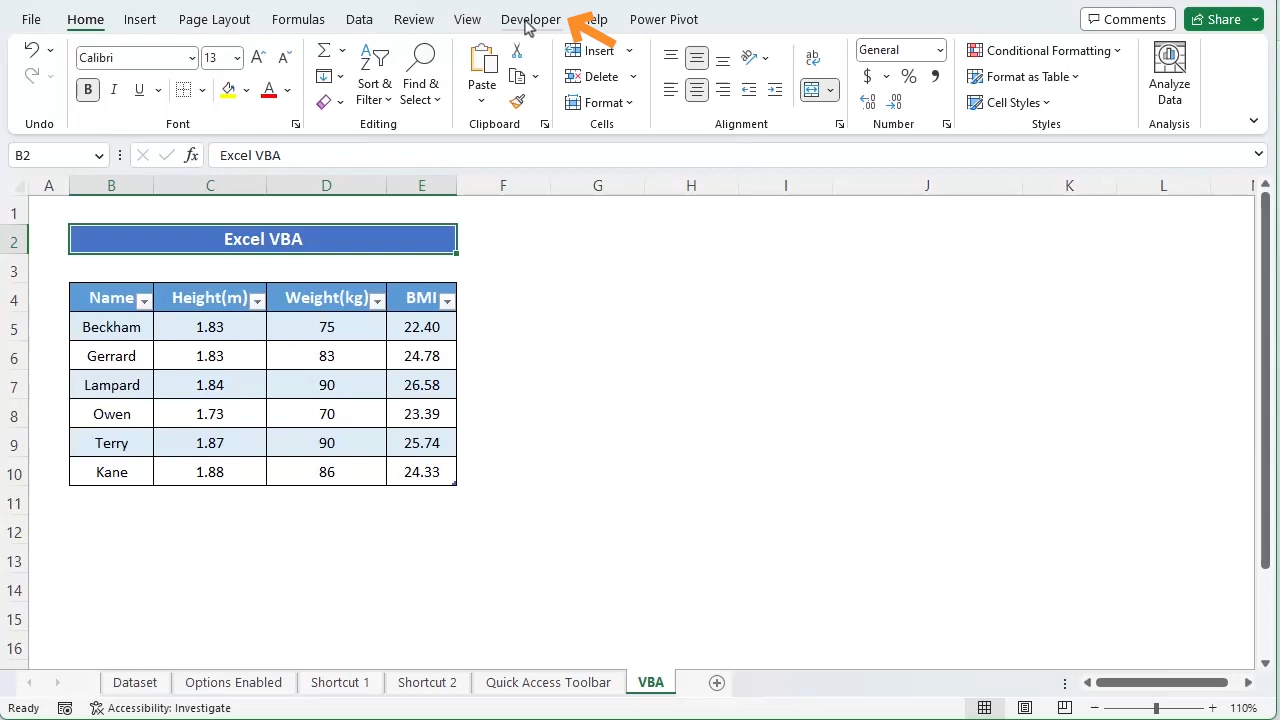 File Home Insert Page Layout Formulas Data Review View Developer Help Power Pivot Comments Share
Calibri 13 General
B I U
Sort & Filter Find & Select
Paste
Insert
Delete
Format
Conditional Formatting
Format as Table
Cell Styles
Analyze Data
Undo Font Editing Clipboard Cells Alignment Number Styles Analysis
B2 fx Excel VBA
A B C D E F G H I J K L
1
2 Excel VBA
3
4 Name Height(m) Weight(kg) BMI
5 Beckham 1.83 75 22.40
6 Gerrard 1.83 83 24.78
7 Lampard 1.84 90 26.58
8 Owen 1.73 70 23.39
9 Terry 1.87 90 25.74
10 Kane 1.88 86 24.33
11
12
13
14
15
16
Dataset Options Enabled Shortcut 1 Shortcut 2 Quick Access Toolbar VBA
Ready Accessibility: Investigate 110%